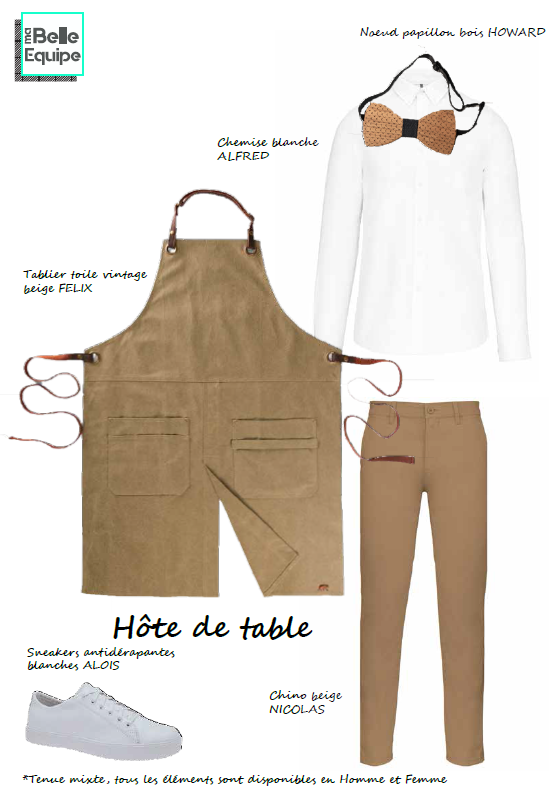 ma
Belle
Equipe
Noeud papillon bois HOWARD
Chemise blanche
ALFRED
Tablier toile vintage
beige FELIX
Hôte de table
Sneakers antidérapantes
blanches ALOIS
Chino beige
NICOLAS
*Tenue mixte, tous les éléments sont disponibles en Homme et Femme